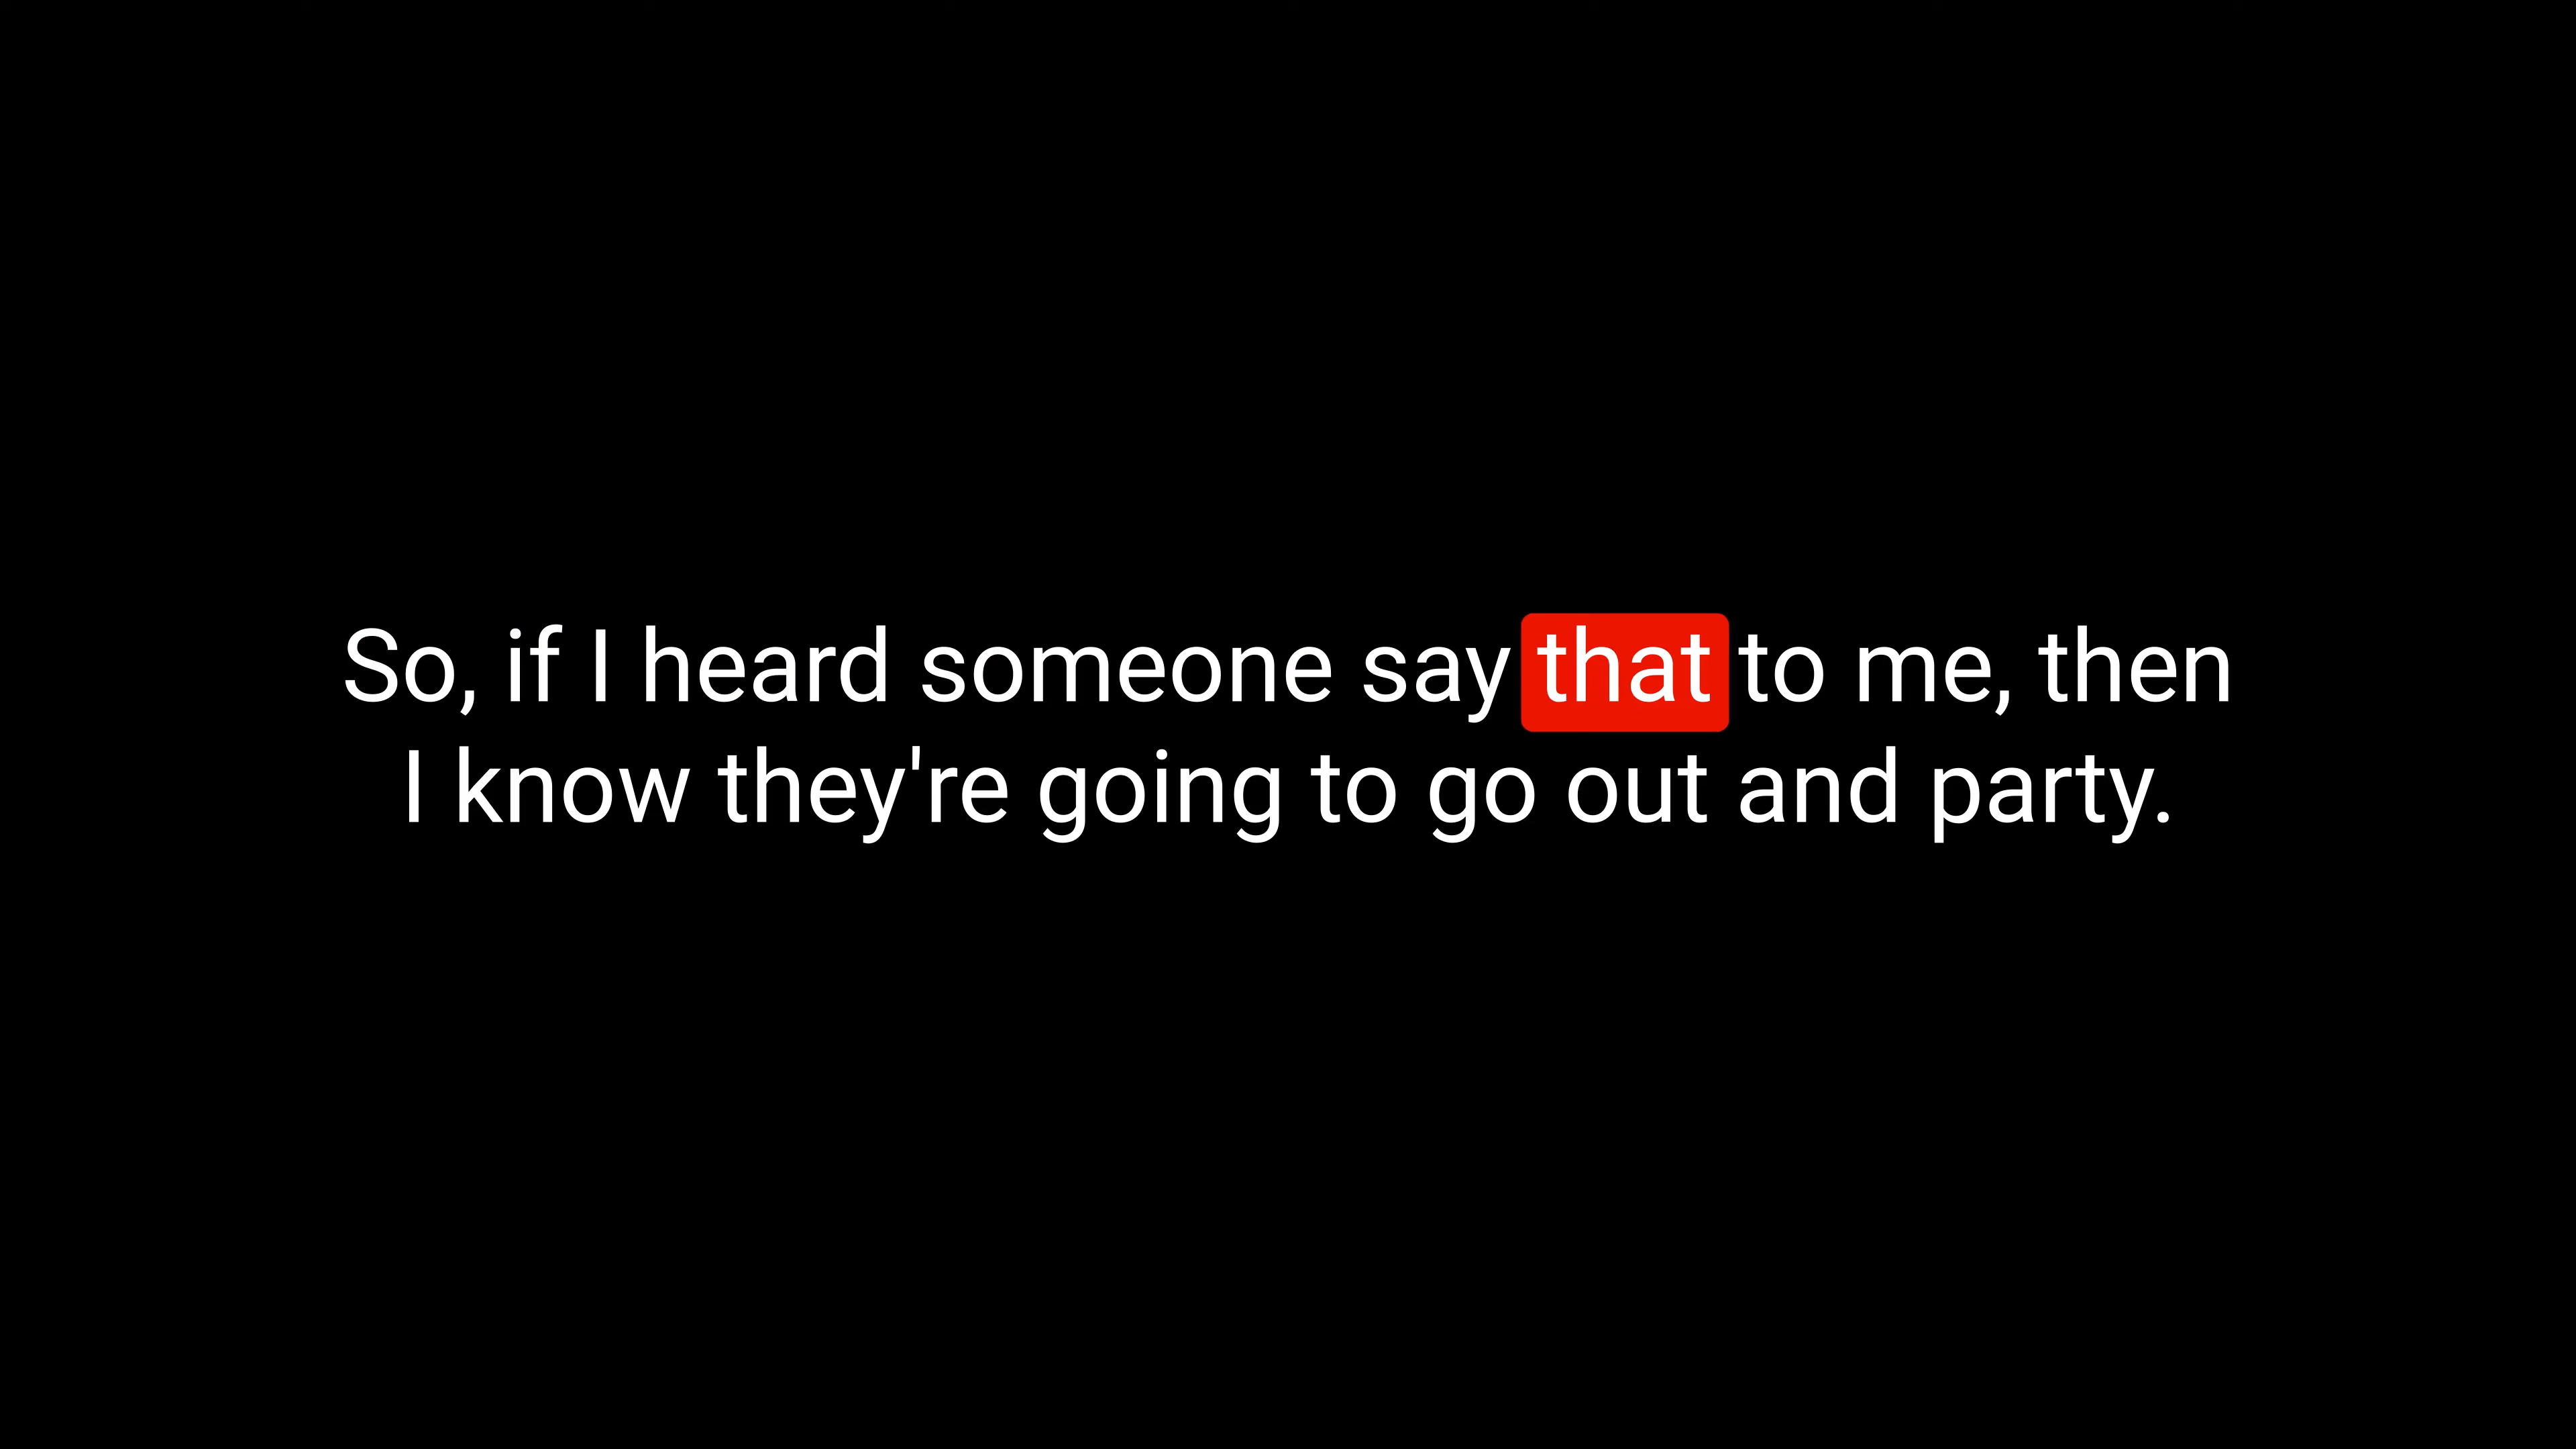 So, if I heard someone say that to me, then
I know they're going to go out and party.